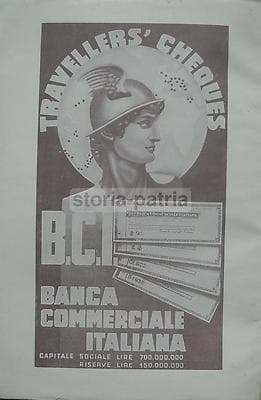 TRAVELLERS' CHEQUES
storia-patria
B.C.I.
BANCA
COMMERCIALE
ITALIANA
CAPITALE SOCIALE LIRE 700.000.000
RISERVE LIRE 150.000.000